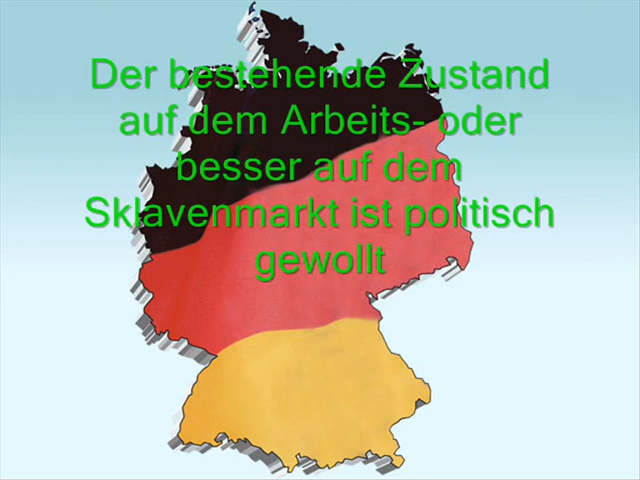 Der bestehende Zustand
auf dem Arbeits- oder
besser auf dem
Sklavenmarkt ist politisch
gewollt